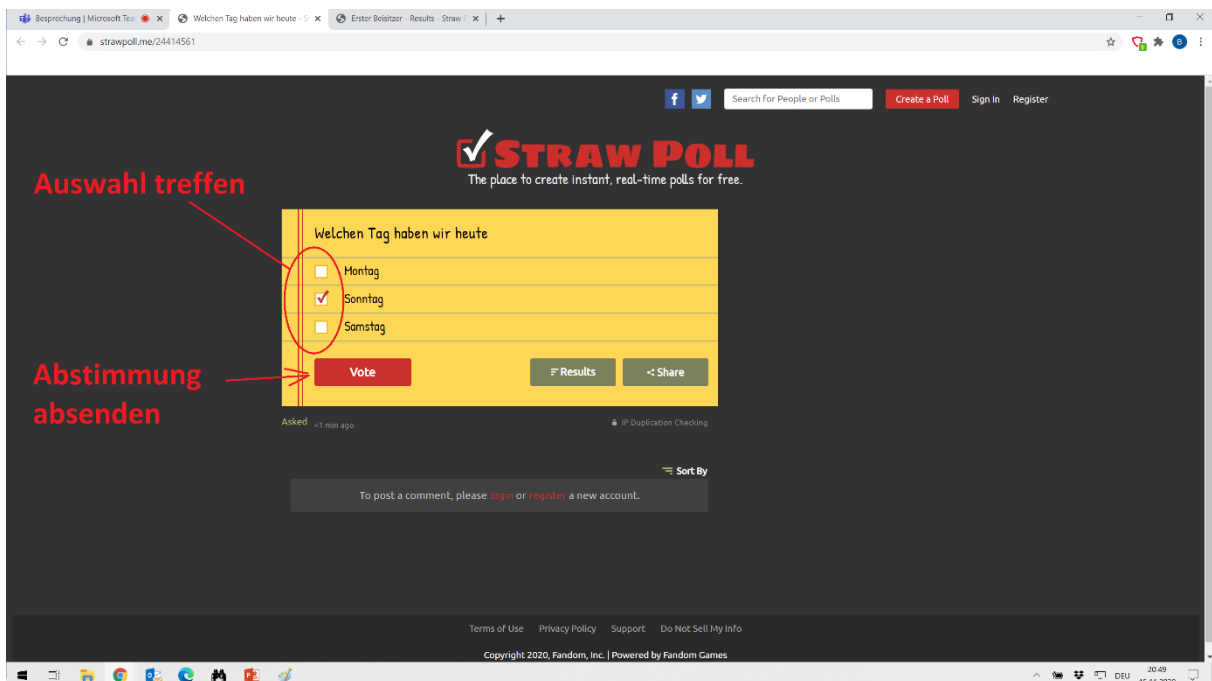 Besprechung | Microsoft Tea
Welchen Tag haben wir heute - S
Erster Beisitzer - Results - Straw P
strawpoll.me/24414561
Search for People or Polls
Create a Poll
Sign In
Register
STRAW POLL
The place to create instant, real-time polls for free.
Auswahl treffen
Welchen Tag haben wir heute
Montag
Sonntag
Samstag
Abstimmung
absenden
Vote
Results
Share
Asked <1 min ago
IP Duplication Checking
Sort By
To post a comment, please login or register a new account.
Terms of Use Privacy Policy Support Do Not Sell My Info
Copyright 2020, Fandom, Inc. | Powered by Fandom Games
DEU
20:49